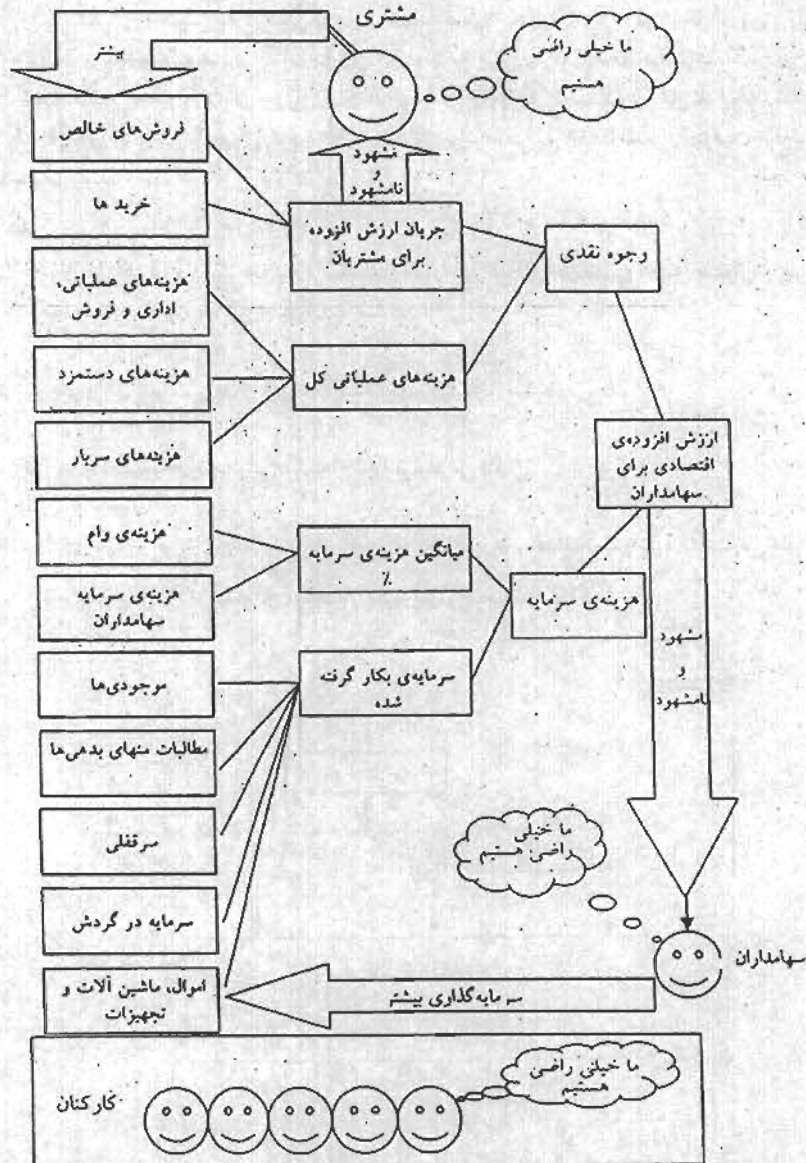 مشتری
ما خیلی راضی
هستیم
بیشتر
فروش‌های خالص
مشهود
و
نامشهود
خرید ها
جریان ارزش افزوده
برای مشتریان
وجوه نقدی
هزینه‌های عملیاتی،
اداری و فروش
هزینه‌های دستمزد
هزینه‌های عملیاتی کل
هزینه‌های سربار
ارزش افزوده‌ی
اقتصادی برای
سهامداران
هزینه‌ی وام
میانگین هزینه‌ی سرمایه
٪
هزینه‌ی سرمایه
سهامداران
هزینه‌ی سرمایه
مشهود
و
نامشهود
موجودی‌ها
سرمایه‌ی بکار گرفته
شده
مطالبات منهای بدهی‌ها
سرقفلی
ما خیلی
راضی هستیم
سرمایه در گردش
سهامداران
اموال، ماشین آلات و
تجهیزات
سرمایه‌گذاری بیشتر
کارکنان
ما خیلی راضی
هستیم